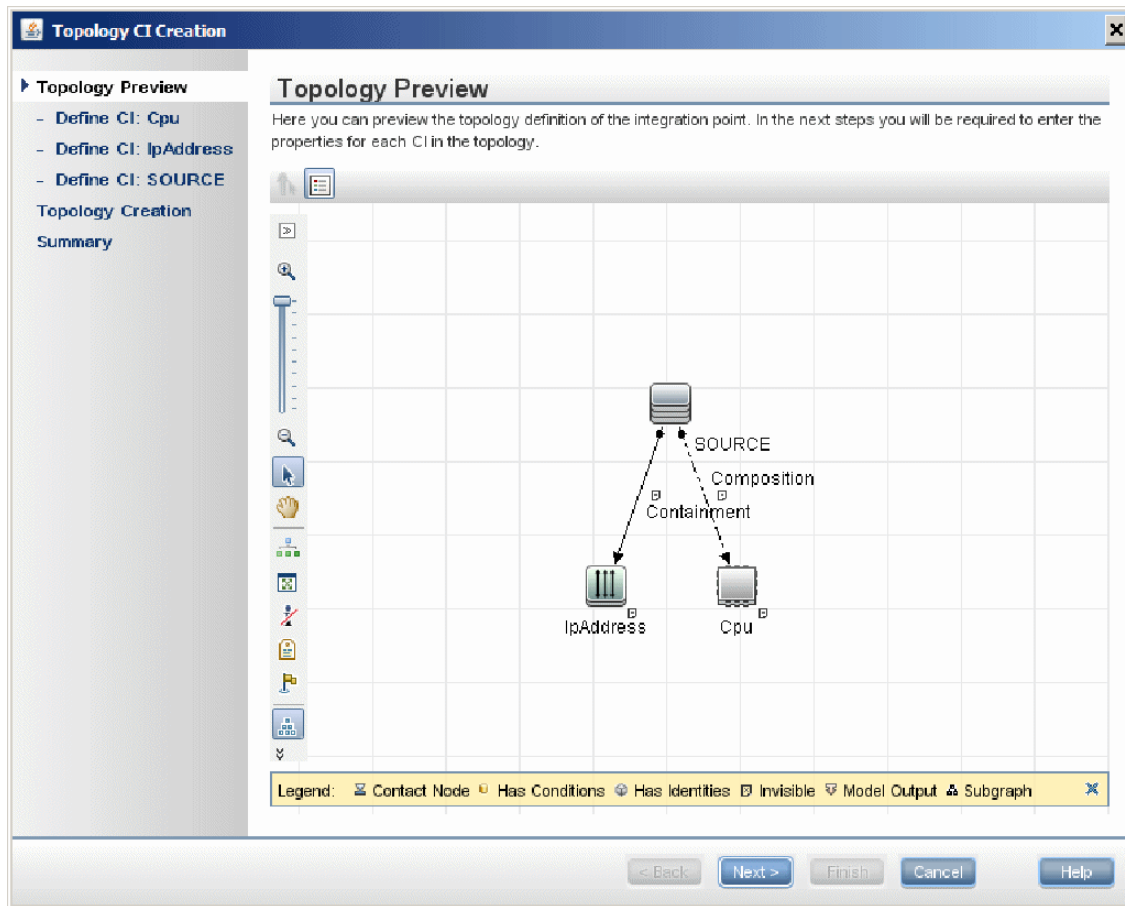 Topology CI Creation
Topology Preview
- Define CI: Cpu
- Define CI: IpAddress
- Define CI: SOURCE
Topology Creation
Summary
Topology Preview
Here you can preview the topology definition of the integration point. In the next steps you will be required to enter the
properties for each CI in the topology.
SOURCE
Composition
Containment
IpAddress
Cpu
Legend: Contact Node Has Conditions Has Identities Invisible Model Output Subgraph
< Back Next > Finish Cancel Help